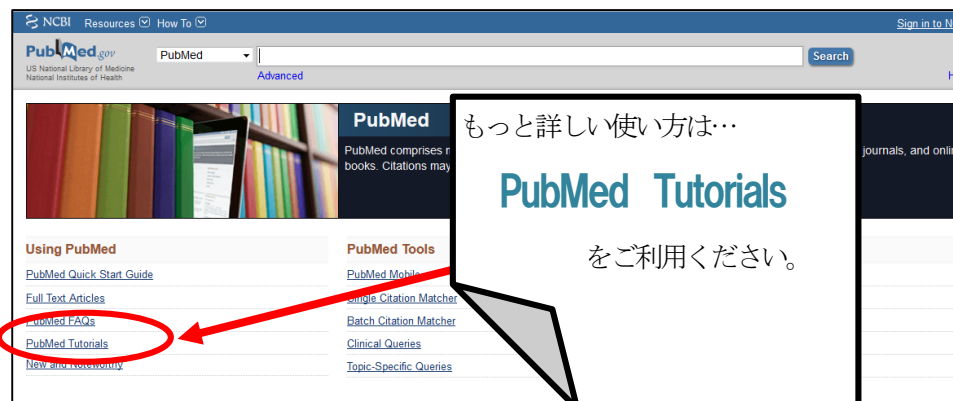 NCBI Resources How To Sign in to N
PubMed.gov
US National Library of Medicine
National Institutes of Health
PubMed
Search
Advanced
H
PubMed
PubMed comprises
books. Citations may
journals, and onli
もっと詳しい使い方は…
PubMed Tutorials
をご利用ください。
Using PubMed
PubMed Quick Start Guide
Full Text Articles
PubMed FAQs
PubMed Tutorials
New and Noteworthy
PubMed Tools
PubMed Mobile
Single Citation Matcher
Batch Citation Matcher
Clinical Queries
Topic-Specific Queries